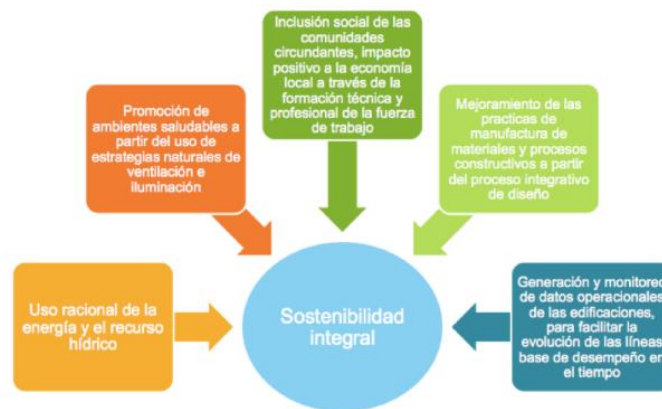 Inclusión social de las
comunidades
circundantes, impacto
positivo a la economía
local a través de la
formación técnica y
profesional de la fuerza
de trabajo
Promoción de
ambientes saludables a
partir del uso de
estrategias naturales de
ventilación e
iluminación
Mejoramiento de las
practicas de
manufactura de
materiales y procesos
constructivos a partir
del proceso integrativo
de diseño
Uso racional de la
energía y el recurso
hídrico
Sostenibilidad
integral
Generación y monitoreo
de datos operacionales
de las edificaciones,
para facilitar la
evolución de las líneas
base de desempeño en
el tiempo